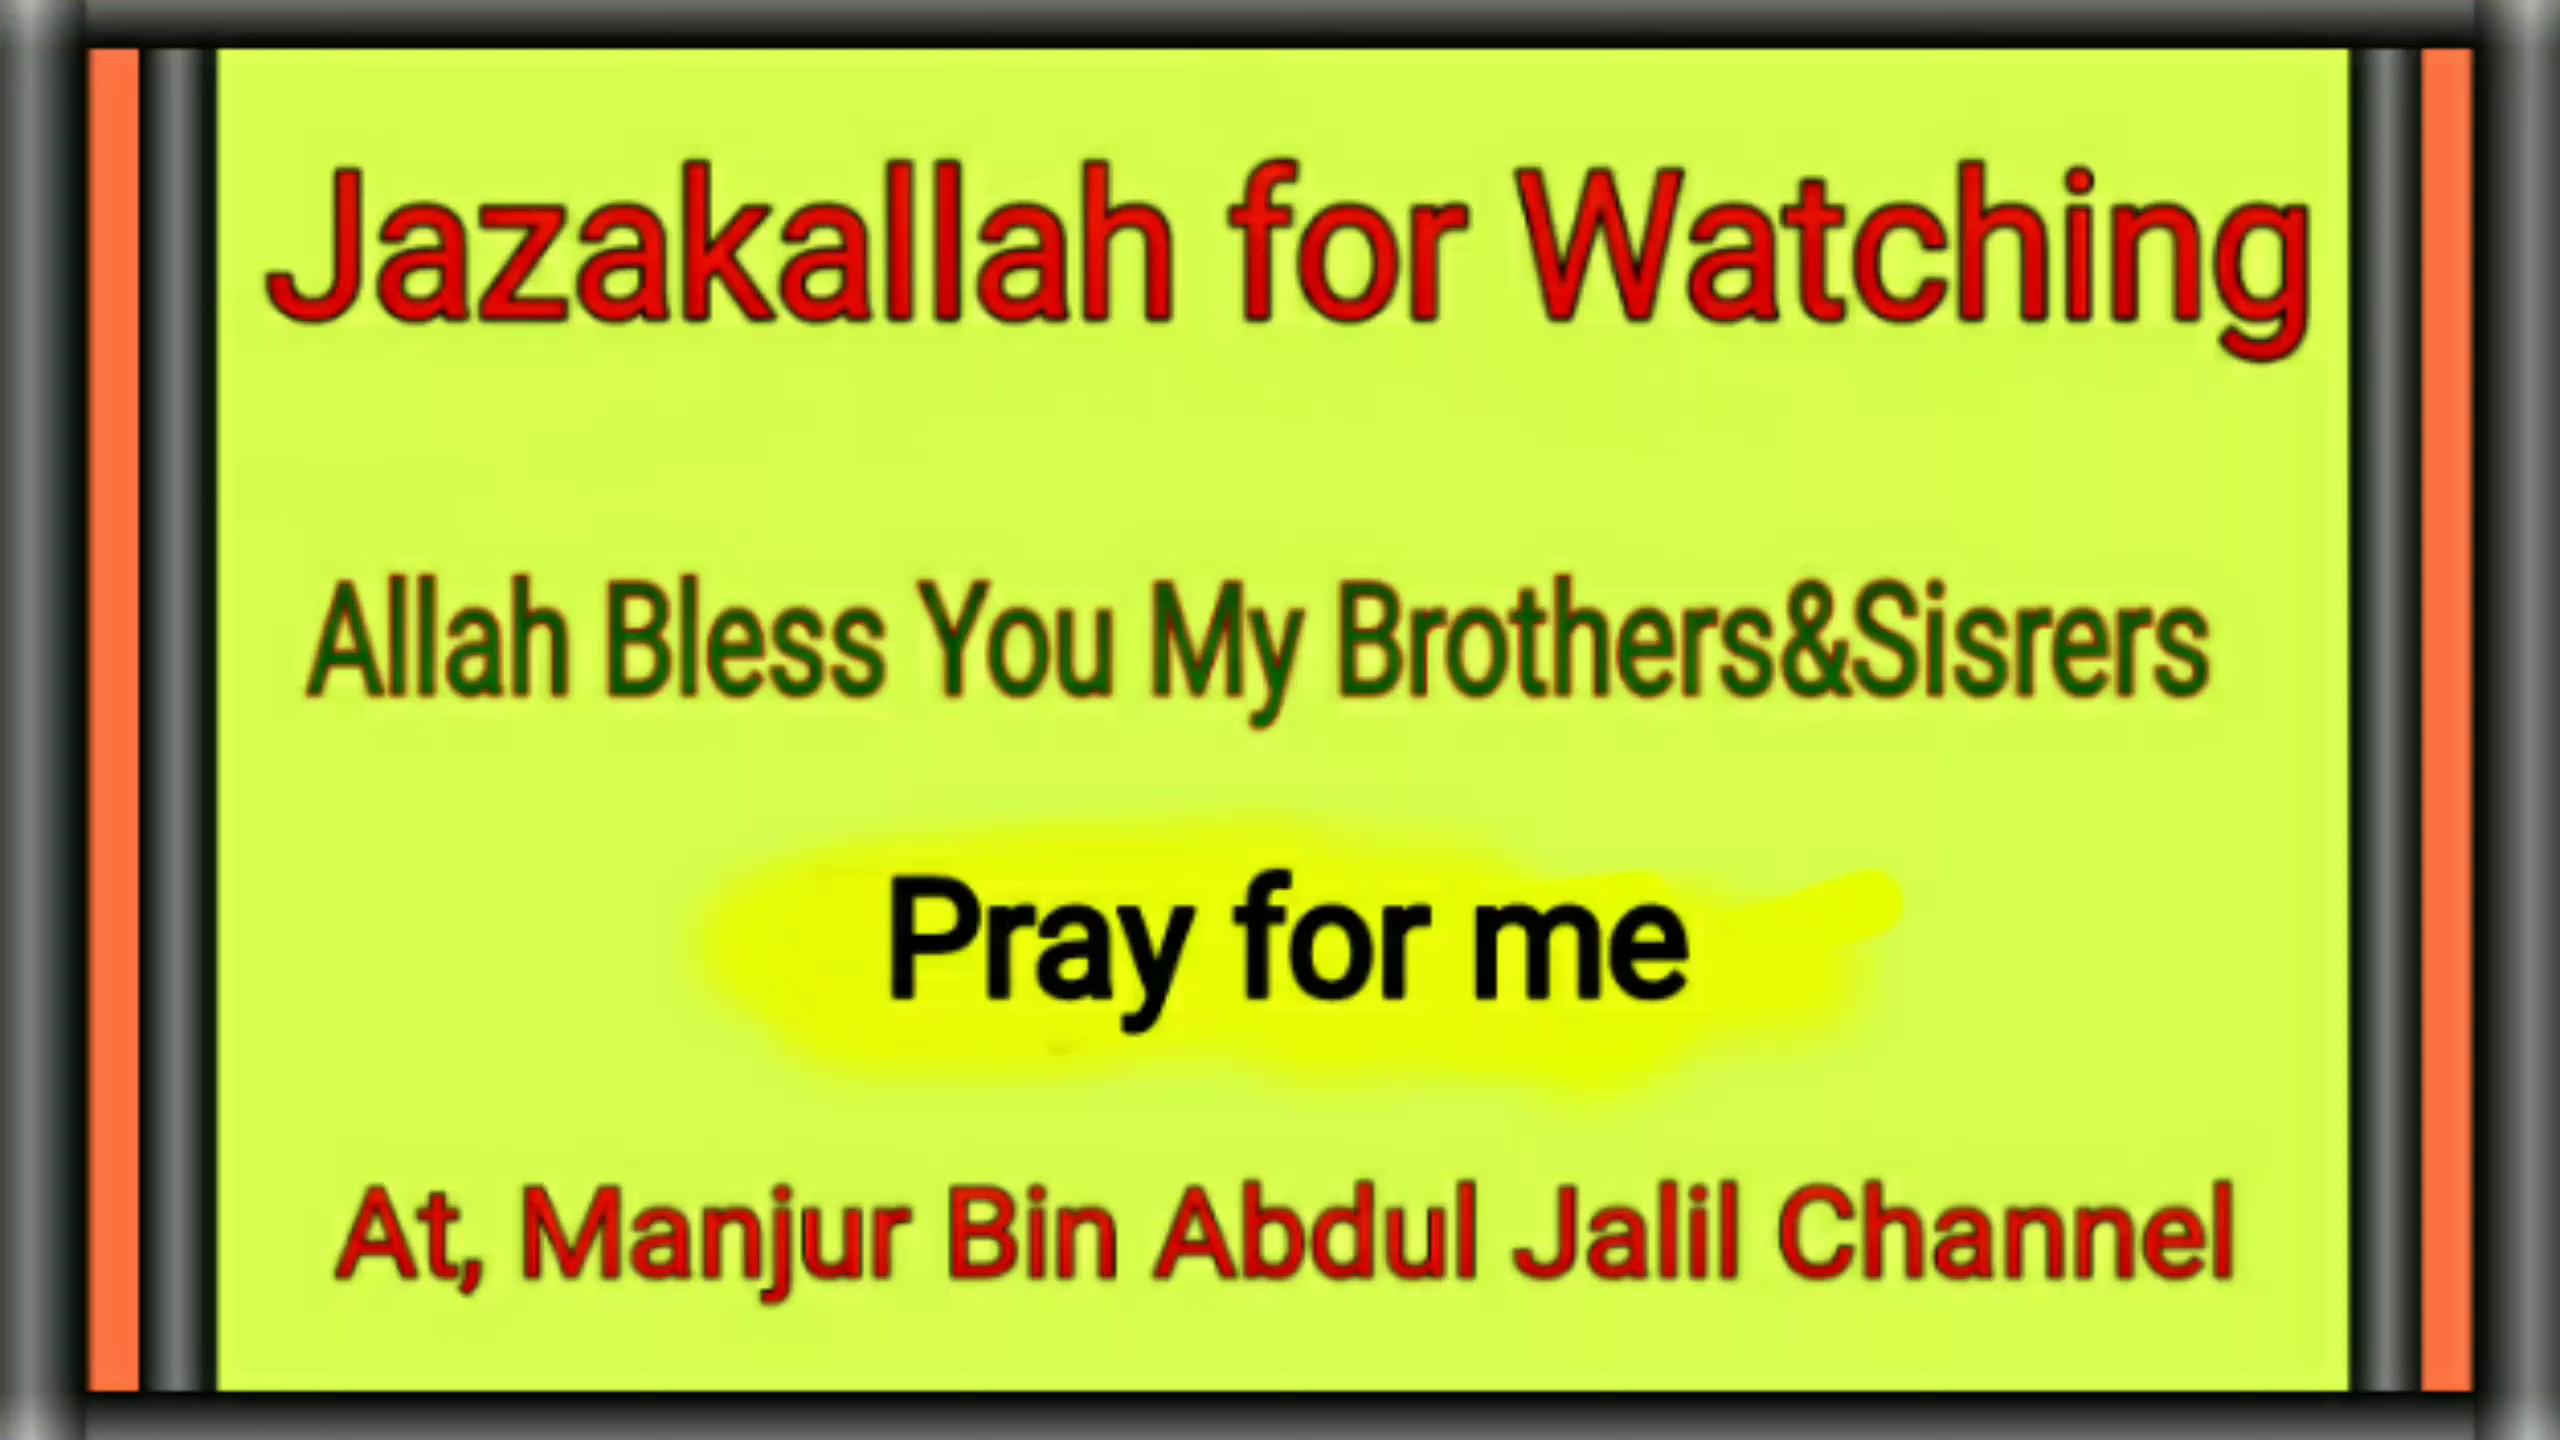 Jazakallah for Watching
Allah Bless You My Brothers&Sisrers
Pray for me
At, Manjur Bin Abdul Jalil Channel